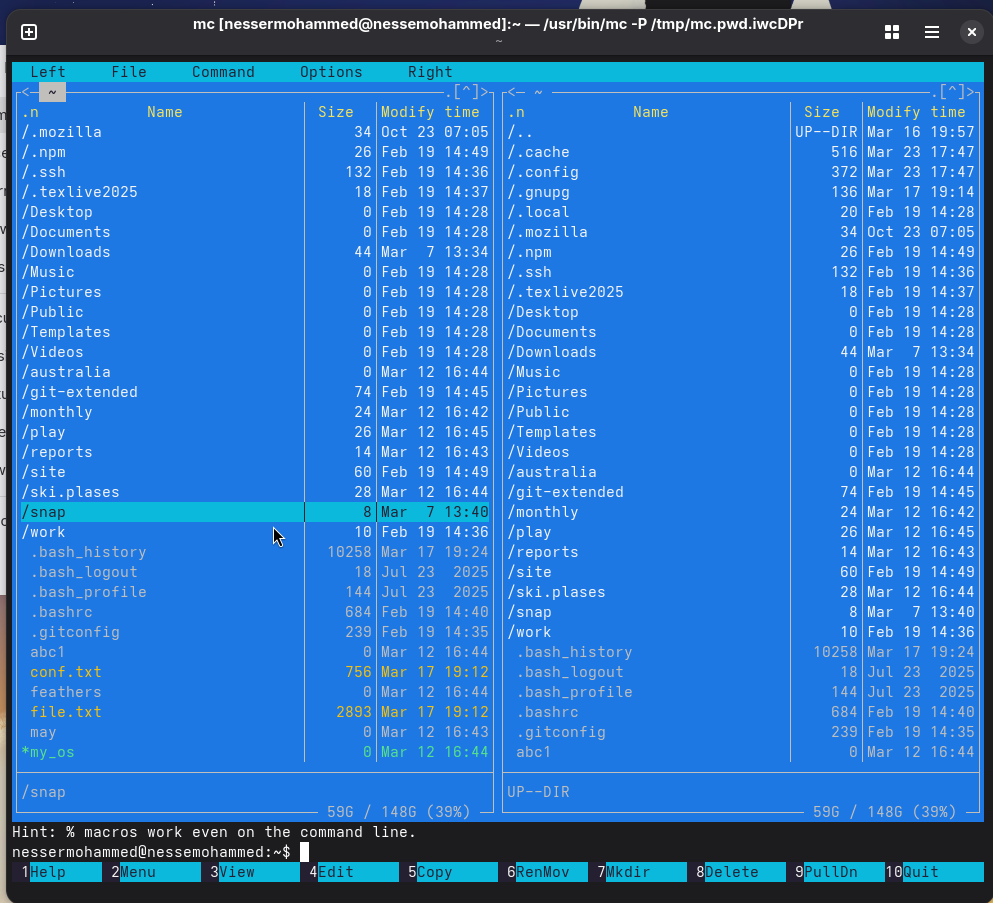 mc [nessermohammed@nessemohammed]:~ — /usr/bin/mc -P /tmp/mc.pwd.iwcDPr
~
Left File Command Options Right
<─ ~ .[^]>
.n Name Size Modify time
/.mozilla 34 Oct 23 07:05
/.npm 26 Feb 19 14:49
/.ssh 132 Feb 19 14:36
/.texlive2025 18 Feb 19 14:37
/Desktop 0 Feb 19 14:28
/Documents 0 Feb 19 14:28
/Downloads 44 Mar 7 13:34
/Music 0 Feb 19 14:28
/Pictures 0 Feb 19 14:28
/Public 0 Feb 19 14:28
/Templates 0 Feb 19 14:28
/Videos 0 Feb 19 14:28
/australia 0 Mar 12 16:44
/git-extended 74 Feb 19 14:45
/monthly 24 Mar 12 16:42
/play 26 Mar 12 16:45
/reports 14 Mar 12 16:43
/site 60 Feb 19 14:49
/ski.plases 28 Mar 12 16:44
/snap 8 Mar 7 13:40
/work 10 Feb 19 14:36
.bash_history 10258 Mar 17 19:24
.bash_logout 18 Jul 23 2025
.bash_profile 144 Jul 23 2025
.bashrc 684 Feb 19 14:40
.gitconfig 239 Feb 19 14:35
abc1 0 Mar 12 16:44
conf.txt 756 Mar 17 19:12
feathers 0 Mar 12 16:44
file.txt 2893 Mar 17 19:12
may 0 Mar 12 16:43
*my_os 0 Mar 12 16:44
/snap
59G / 148G (39%)
<─ ~ .[^]>
.n Name Size Modify time
/.. UP--DIR Mar 16 19:57
/.cache 516 Mar 23 17:47
/.config 372 Mar 23 17:47
/.gnupg 136 Mar 17 19:14
/.local 20 Feb 19 14:28
/.mozilla 34 Oct 23 07:05
/.npm 26 Feb 19 14:49
/.ssh 132 Feb 19 14:36
/.texlive2025 18 Feb 19 14:37
/Desktop 0 Feb 19 14:28
/Documents 0 Feb 19 14:28
/Downloads 44 Mar 7 13:34
/Music 0 Feb 19 14:28
/Pictures 0 Feb 19 14:28
/Public 0 Feb 19 14:28
/Templates 0 Feb 19 14:28
/Videos 0 Feb 19 14:28
/australia 0 Mar 12 16:44
/git-extended 74 Feb 19 14:45
/monthly 24 Mar 12 16:42
/play 26 Mar 12 16:45
/reports 14 Mar 12 16:43
/site 60 Feb 19 14:49
/ski.plases 28 Mar 12 16:44
/snap 8 Mar 7 13:40
/work 10 Feb 19 14:36
.bash_history 10258 Mar 17 19:24
.bash_logout 18 Jul 23 2025
.bash_profile 144 Jul 23 2025
.bashrc 684 Feb 19 14:40
.gitconfig 239 Feb 19 14:35
abc1 0 Mar 12 16:44
UP--DIR
59G / 148G (39%)
Hint: % macros work even on the command line.
nessermohammed@nessemohammed:~$
1Help 2Menu 3View 4Edit 5Copy 6RenMov 7Mkdir 8Delete 9PullDn 10Quit